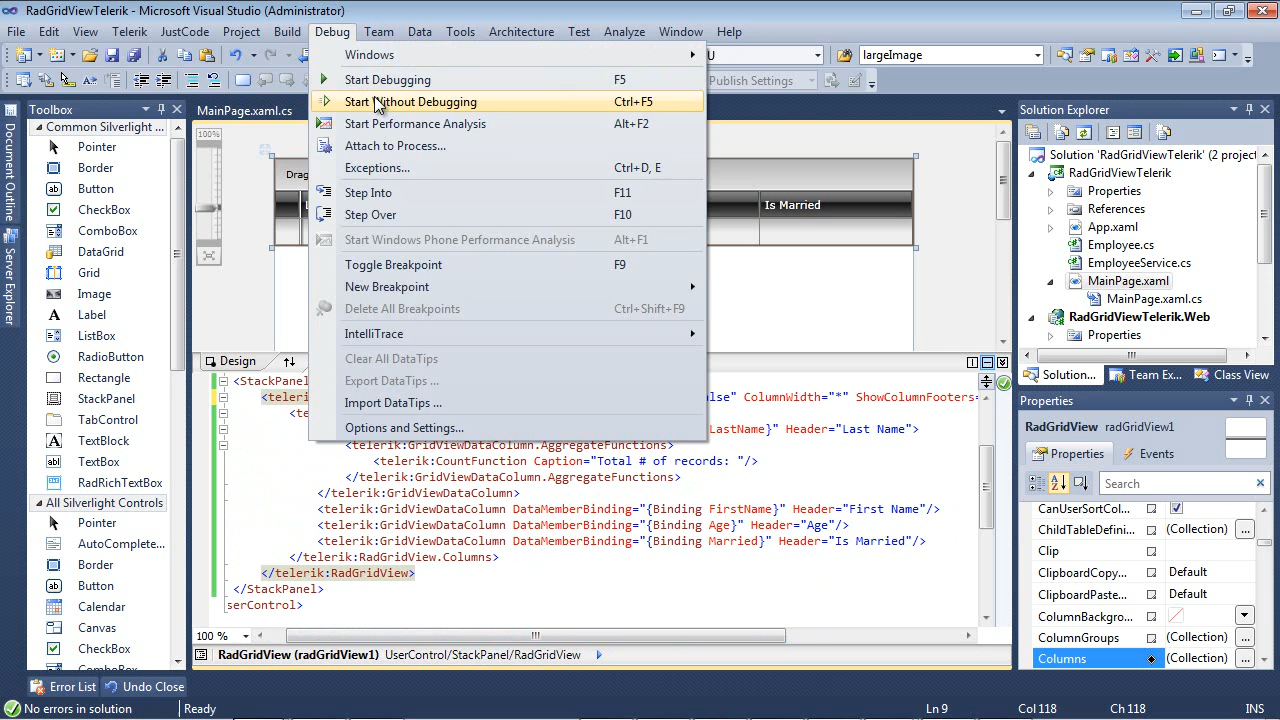 RadGridViewTelerik - Microsoft Visual Studio (Administrator)
File Edit View Telerik JustCode Project Build Debug Team Data Tools Architecture Test Analyze Window Help
largeImage
Publish Settings
Toolbox
Common Silverlight
Pointer
Border
Button
CheckBox
ComboBox
DataGrid
Grid
Image
Label
ListBox
RadioButton
Rectangle
StackPanel
TabControl
TextBlock
TextBox
RadRichTextBox
All Silverlight Controls
Pointer
AutoComplete...
Border
Button
Calendar
Canvas
CheckBox
ComboBox
Document Outline
Server Explorer
MainPage.xaml.cs
100%
Drag
Is Married
Windows
Start Debugging F5
Start Without Debugging Ctrl+F5
Start Performance Analysis Alt+F2
Attach to Process...
Exceptions... Ctrl+D, E
Step Into F11
Step Over F10
Start Windows Phone Performance Analysis Alt+F1
Toggle Breakpoint F9
New Breakpoint
Delete All Breakpoints Ctrl+Shift+F9
IntelliTrace
Clear All DataTips
Export DataTips ...
Import DataTips ...
Options and Settings...
Design
<StackPanel
<teleri alse" ColumnWidth="*" ShowColumnFooters=
<te
LastName}" Header="Last Name">
<telerik:GridViewDataColumn.AggregateFunctions>
<telerik:CountFunction Caption="Total # of records: "/>
</telerik:GridViewDataColumn.AggregateFunctions>
</telerik:GridViewDataColumn>
<telerik:GridViewDataColumn DataMemberBinding="{Binding FirstName}" Header="First Name"/>
<telerik:GridViewDataColumn DataMemberBinding="{Binding Age}" Header="Age"/>
<telerik:GridViewDataColumn DataMemberBinding="{Binding Married}" Header="Is Married"/>
</telerik:RadGridView.Columns>
</telerik:RadGridView>
</StackPanel>
serControl>
100 %
RadGridView (radGridView1) UserControl/StackPanel/RadGridView
Solution Explorer
Solution 'RadGridViewTelerik' (2 project
RadGridViewTelerik
Properties
References
App.xaml
Employee.cs
EmployeeService.cs
MainPage.xaml
MainPage.xaml.cs
RadGridViewTelerik.Web
Properties
Solution... Team Ex... Class View
Properties
RadGridView radGridView1
Properties Events
Search
CanUserSortCol...
ChildTableDefini... (Collection) ...
Clip
ClipboardCopy... Default
ClipboardPaste... Default
ColumnBackgro...
ColumnGroups (Collection) ...
Columns (Collection) ...
Error List Undo Close
No errors in solution Ready Ln 9 Col 118 Ch 118 INS